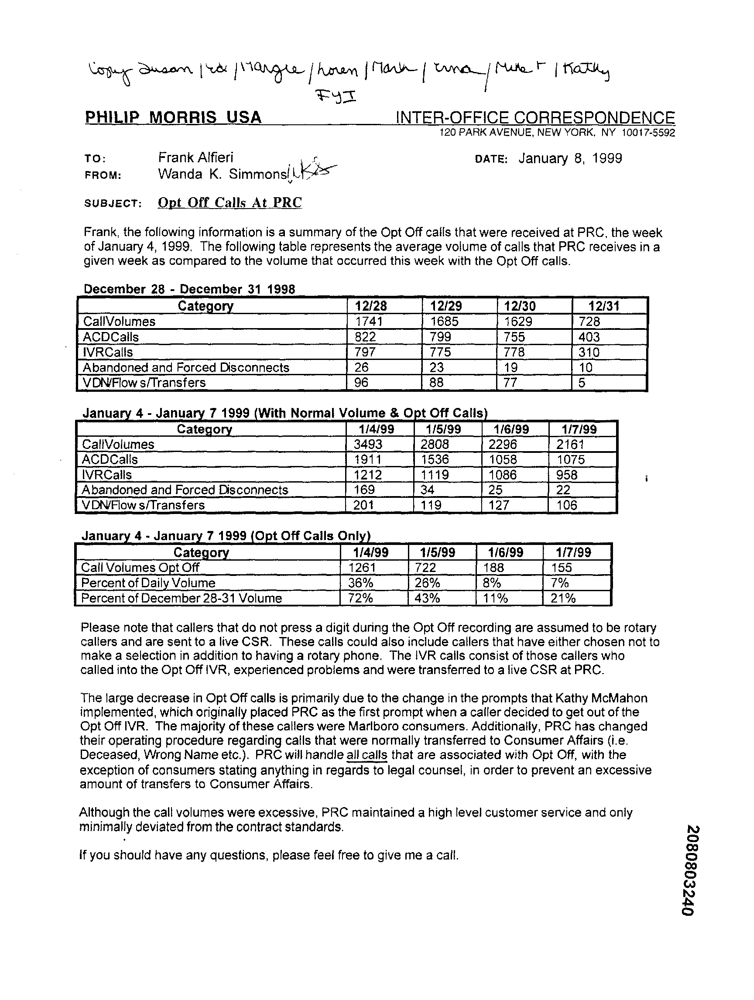 Copy Susan / / Margie / Loren / Mark / / Mike F / Kathy
FYI
PHILIP MORRIS USA INTER-OFFICE CORRESPONDENCE
120 PARK AVENUE, NEW YORK, NY 10017-5592
TO: Frank Alfieri DATE: January 8, 1999
FROM: Wanda K. Simmons
SUBJECT: Opt Off Calls At PRC
Frank, the following information is a summary of the Opt Off calls that were received at PRC, the week
of January 4, 1999. The following table represents the average volume of calls that PRC receives in a
given week as compared to the volume that occurred this week with the Opt Off calls.
December 28 - December 31 1998
Category 12/28 12/29 12/30 12/31
CallVolumes 1741 1685 1629 728
ACDCalls 822 799 755 403
IVRCalls 797 775 778 310
Abandoned and Forced Disconnects 26 23 19 10
VDN/Flow s/Transfers 96 88 77 5
January 4 - January 7 1999 (With Normal Volume & Opt Off Calls)
Category 1/4/99 1/5/99 1/6/99 1/7/99
CallVolumes 3493 2808 2296 2161
ACDCalls 1911 1536 1058 1075
IVRCalls 1212 1119 1086 958
Abandoned and Forced Disconnects 169 34 25 22
VDN/Flow s/Transfers 201 119 127 106
January 4 - January 7 1999 (Opt Off Calls Only)
Category 1/4/99 1/5/99 1/6/99 1/7/99
Call Volumes Opt Off 1261 722 188 155
Percent of Daily Volume 36% 26% 8% 7%
Percent of December 28-31 Volume 72% 43% 11% 21%
Please note that callers that do not press a digit during the Opt Off recording are assumed to be rotary
callers and are sent to a live CSR. These calls could also include callers that have either chosen not to
make a selection in addition to having a rotary phone. The IVR calls consist of those callers who
called into the Opt Off IVR, experienced problems and were transferred to a live CSR at PRC.
The large decrease in Opt Off calls is primarily due to the change in the prompts that Kathy McMahon
implemented, which originally placed PRC as the first prompt when a caller decided to get out of the
Opt Off IVR. The majority of these callers were Marlboro consumers. Additionally, PRC has changed
their operating procedure regarding calls that were normally transferred to Consumer Affairs (i.e.
Deceased, Wrong Name etc.). PRC will handle all calls that are associated with Opt Off, with the
exception of consumers stating anything in regards to legal counsel, in order to prevent an excessive
amount of transfers to Consumer Affairs.
Although the call volumes were excessive, PRC maintained a high level customer service and only
minimally deviated from the contract standards.
If you should have any questions, please feel free to give me a call.
2080803240